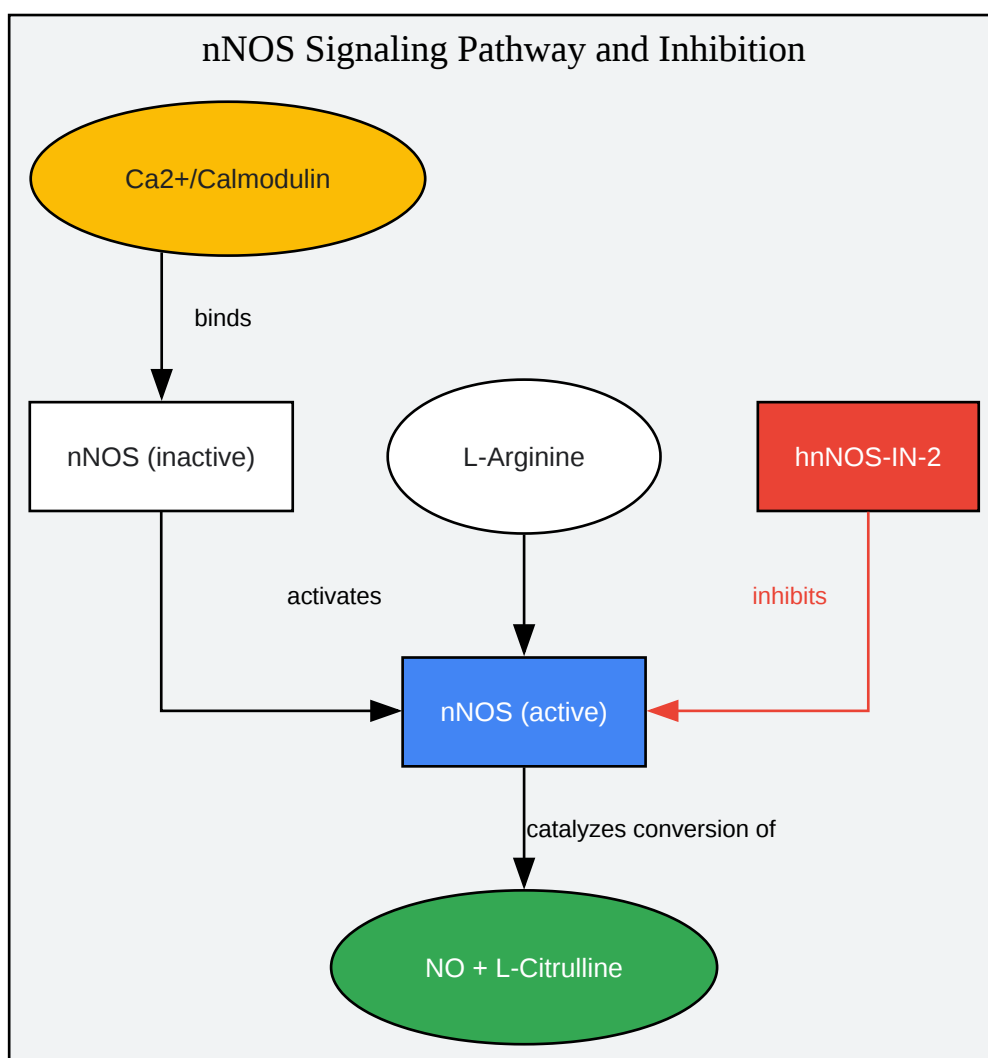 nNOS Signaling Pathway and Inhibition
Ca2+/Calmodulin
binds
nNOS (inactive)
L-Arginine
hnNOS-IN-2
activates
inhibits
nNOS (active)
catalyzes conversion of
NO + L-Citrulline